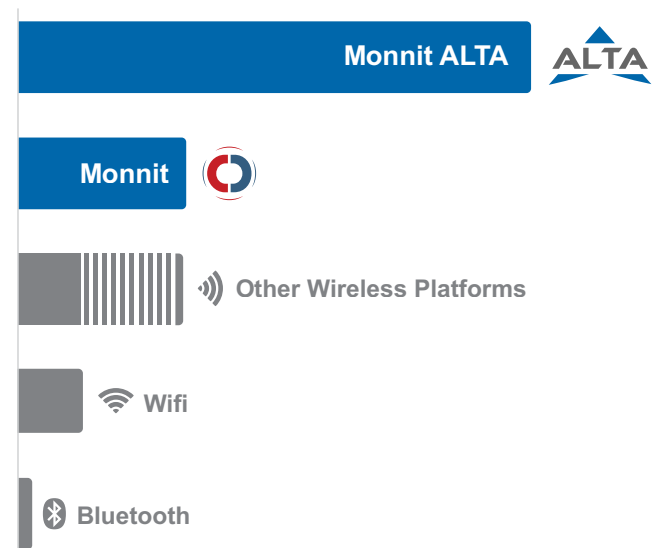 Monnit ALTA
ALTA
Monnit
Other Wireless Platforms
Wifi
Bluetooth